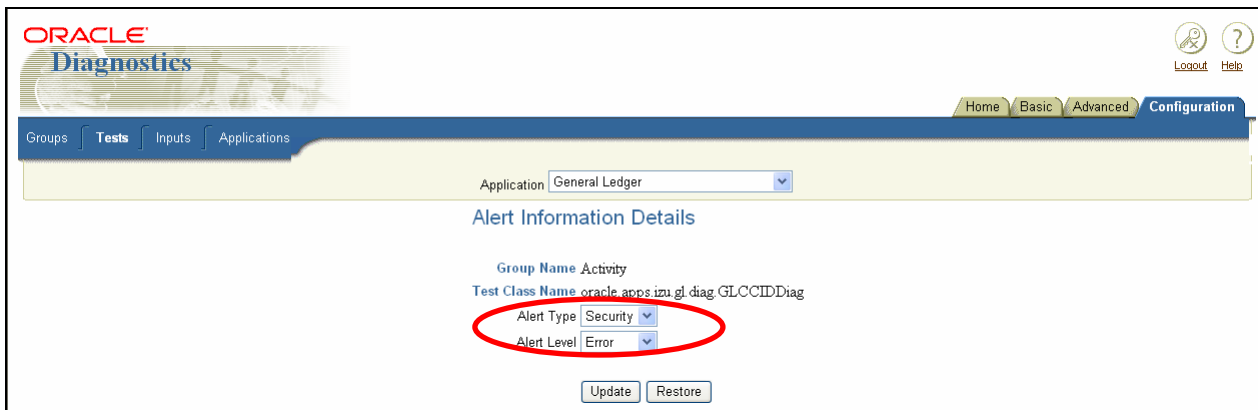 ORACLE
Diagnostics
Logout Help
Home Basic Advanced Configuration
Groups Tests Inputs Applications
Application General Ledger
Alert Information Details
Group Name Activity
Test Class Name oracle.apps.izu.gl.diag.GLCCIDDiag
Alert Type Security
Alert Level Error
Update Restore